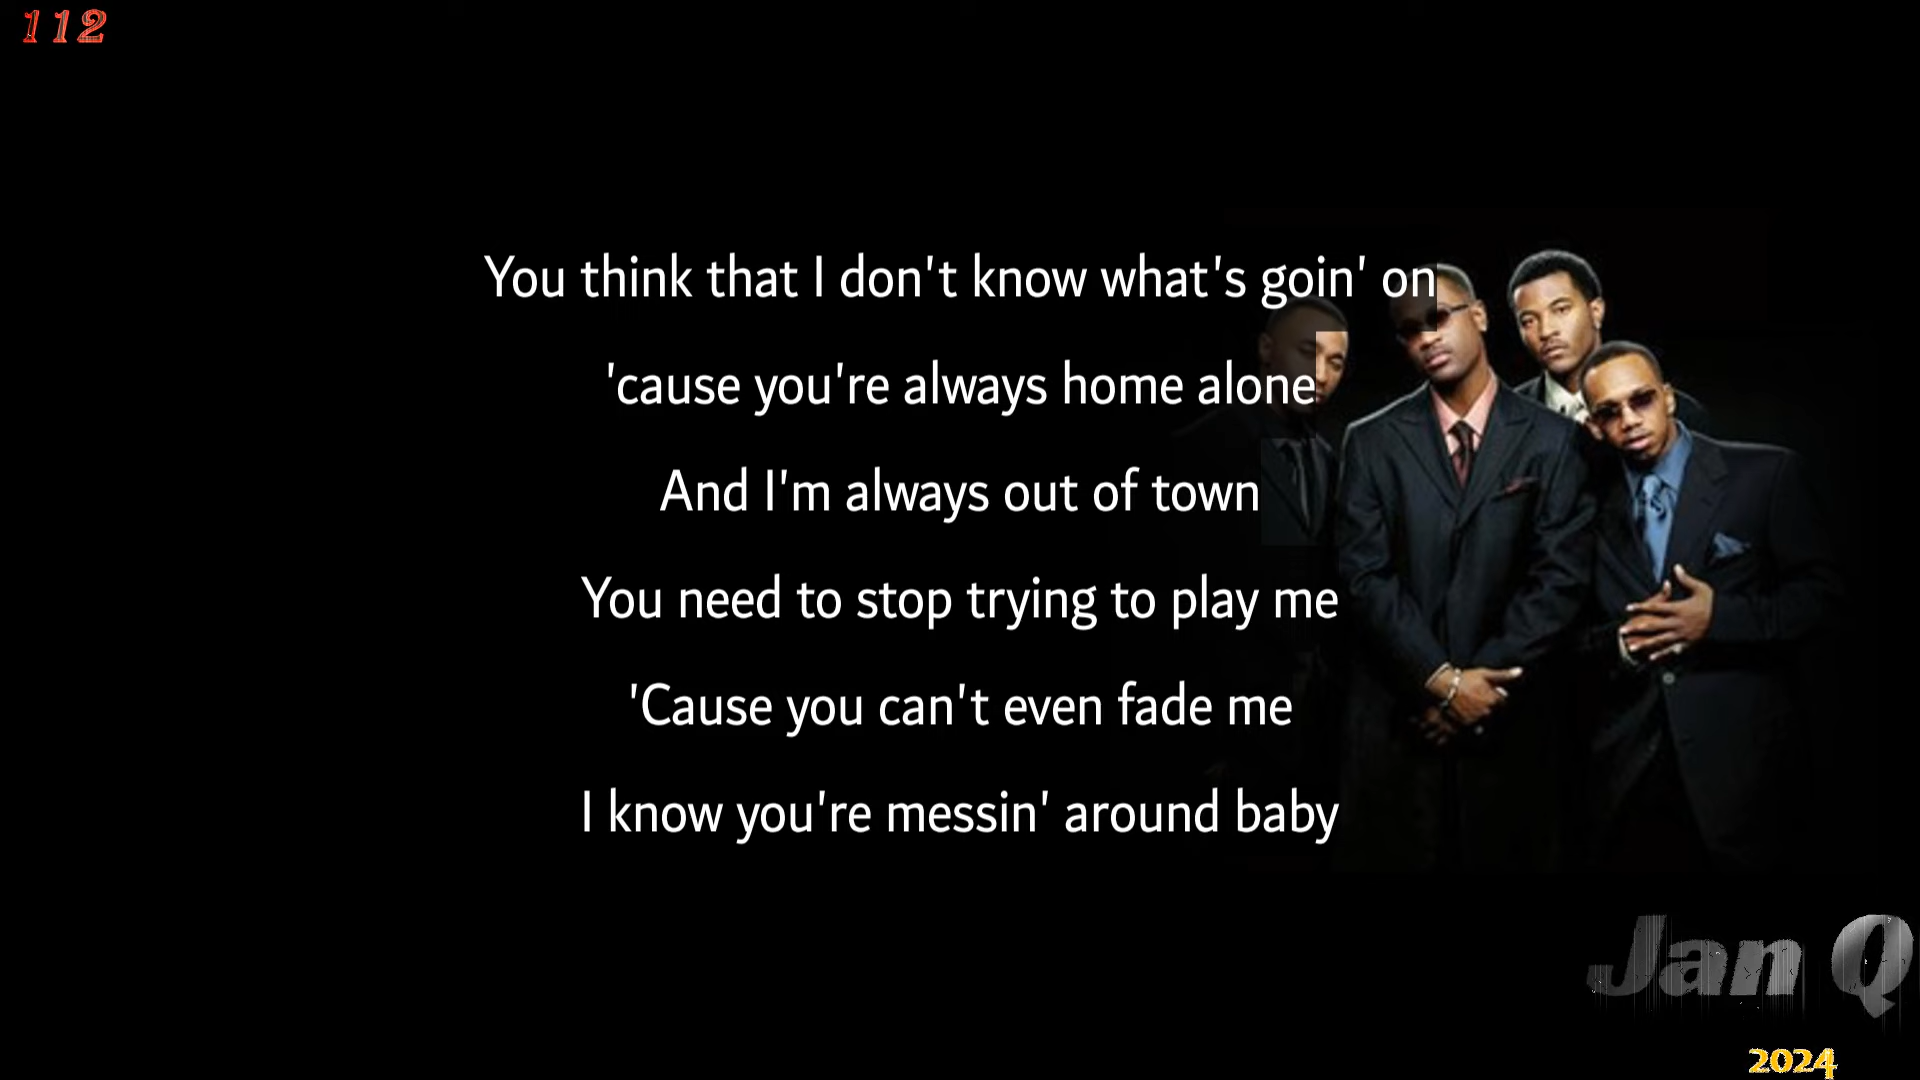 112
You think that I don't know what's goin' on
'cause you're always home alone
And I'm always out of town
You need to stop trying to play me
'Cause you can't even fade me
I know you're messin' around baby
Jan Q
2024